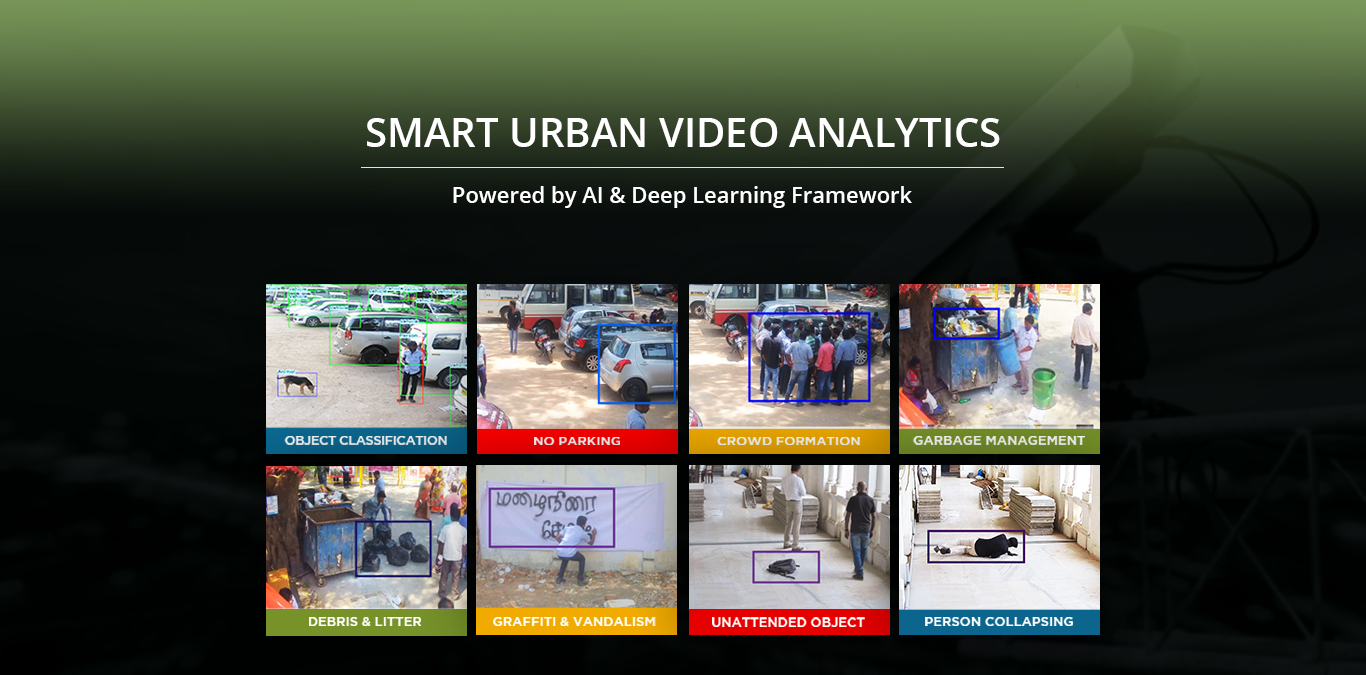 SMART URBAN VIDEO ANALYTICS
Powered by AI & Deep Learning Framework
OBJECT CLASSIFICATION
NO PARKING
CROWD FORMATION
GARBAGE MANAGEMENT
மழைநீரை
DEBRIS & LITTER
GRAFFITI & VANDALISM
UNATTENDED OBJECT
PERSON COLLAPSING